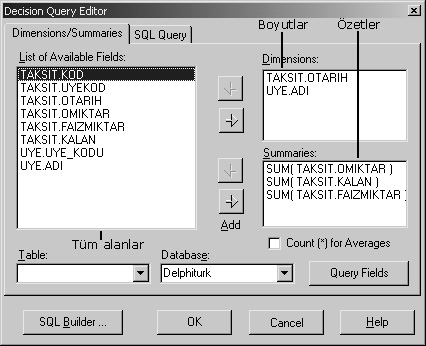 Decision Query Editor
Boyutlar
Özetler
Dimensions/Summaries
SQL Query
List of Available Fields:
TAKSIT.KOD
TAKSIT.UYEKOD
TAKSIT.OTARIH
TAKSIT.OMIKTAR
TAKSIT.FAIZMIKTAR
TAKSIT.KALAN
UYE.UYE_KODU
UYE.ADI
Dimensions:
TAKSIT.OTARIH
UYE.ADI
Summaries:
SUM( TAKSIT.OMIKTAR )
SUM( TAKSIT.KALAN )
SUM( TAKSIT.FAIZMIKTAR )
Add
Tüm alanlar
Count (*) for Averages
Table:
Database:
Delphiturk
Query Fields
SQL Builder ...
OK
Cancel
Help